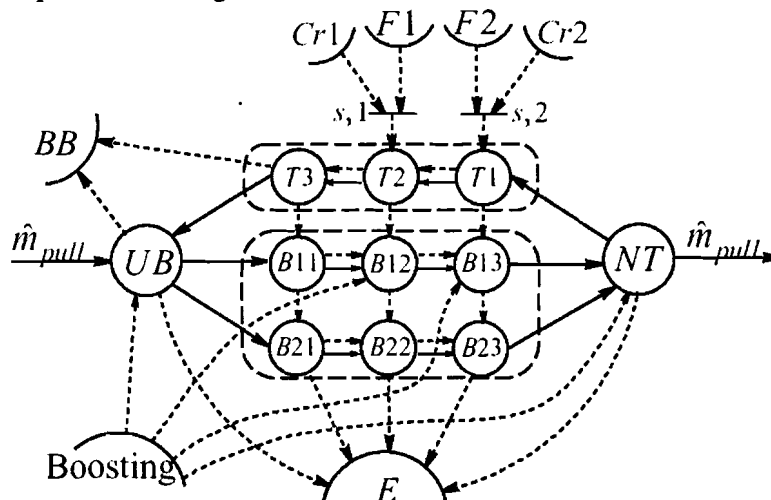 Cr1 F1 F2 Cr2
s,1 s,2
BB
T3 T2 T1
m̂pull UB B11 B12 B13 NT m̂pull
B21 B22 B23
Boosting
E